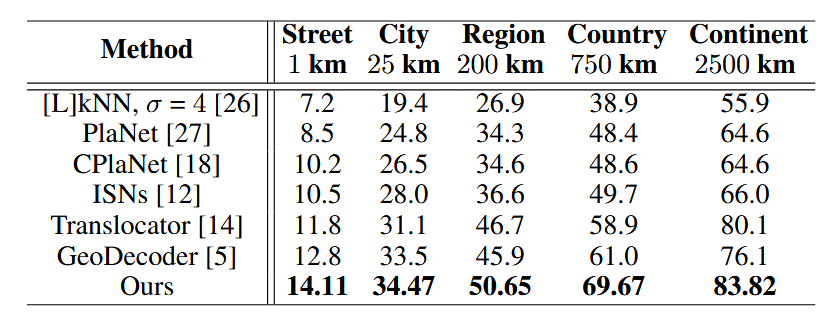 Method Street City Region Country Continent
1 km 25 km 200 km 750 km 2500 km
[L]kNN, σ = 4 [26] 7.2 19.4 26.9 38.9 55.9
PlaNet [27] 8.5 24.8 34.3 48.4 64.6
CPlaNet [18] 10.2 26.5 34.6 48.6 64.6
ISNs [12] 10.5 28.0 36.6 49.7 66.0
Translocator [14] 11.8 31.1 46.7 58.9 80.1
GeoDecoder [5] 12.8 33.5 45.9 61.0 76.1
Ours 14.11 34.47 50.65 69.67 83.82